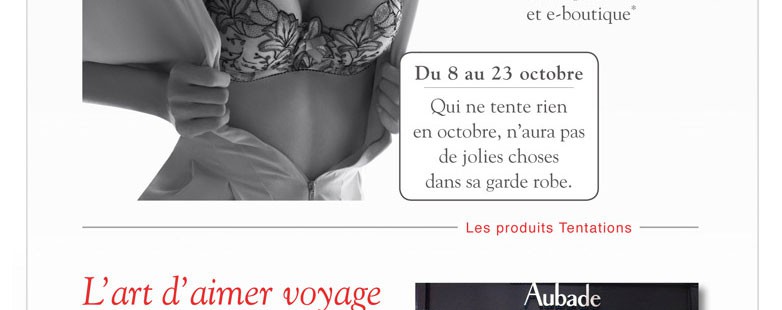 et e-boutique*
Du 8 au 23 octobre
Qui ne tente rien
en octobre, n'aura pas
de jolies choses
dans sa garde robe.
Les produits Tentations
L'art d'aimer voyage
Aubade